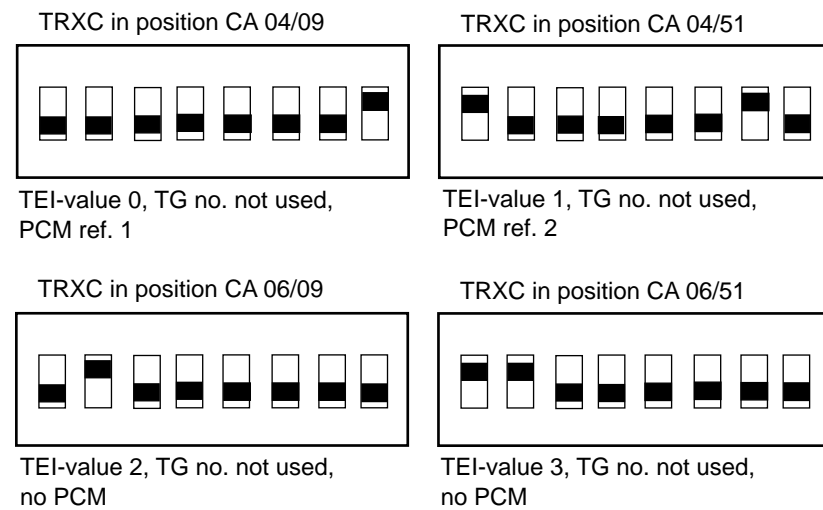 TRXC in position CA 04/09
TEI-value 0, TG no. not used,
PCM ref. 1
TRXC in position CA 04/51
TEI-value 1, TG no. not used,
PCM ref. 2
TRXC in position CA 06/09
TEI-value 2, TG no. not used,
no PCM
TRXC in position CA 06/51
TEI-value 3, TG no. not used,
no PCM